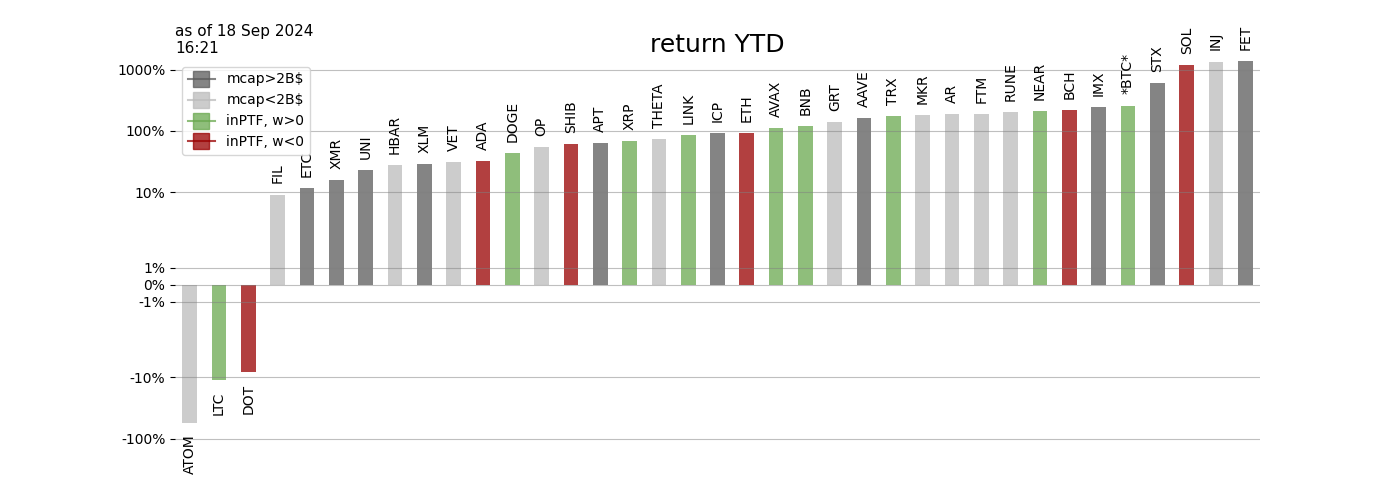 as of 18 Sep 2024
16:21
return YTD
mcap>2B$
mcap<2B$
inPTF, w>0
inPTF, w<0
1000%
100%
10%
1%
0%
-1%
-10%
-100%
ATOM
LTC
DOT
FIL
ETC
XMR
UNI
HBAR
XLM
VET
ADA
DOGE
OP
SHIB
APT
XRP
THETA
LINK
ICP
ETH
AVAX
BNB
GRT
AAVE
TRX
MKR
AR
FTM
RUNE
NEAR
BCH
IMX
*BTC*
STX
SOL
INJ
FET